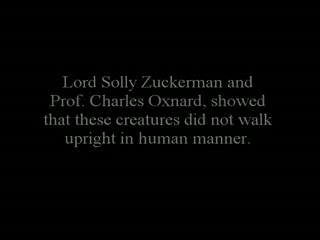 Lord Solly Zuckerman and
Prof. Charles Oxnard, showed
that these creatures did not walk
upright in human manner.